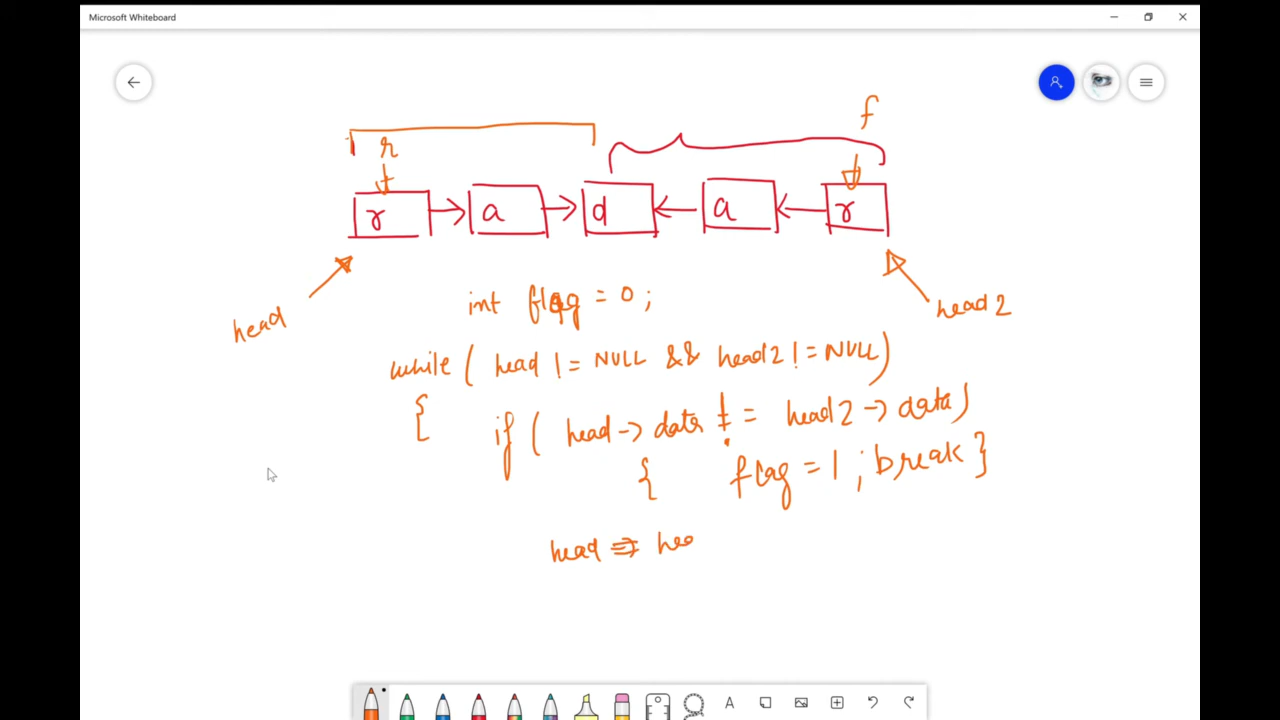 Microsoft Whiteboard
f
r
r a d a r
head
head 2
int flag = 0 ;
while ( head != NULL && head2 != NULL )
{ if ( head -> data != head2 -> data )
{ flag = 1 ; break }
head => hea
A